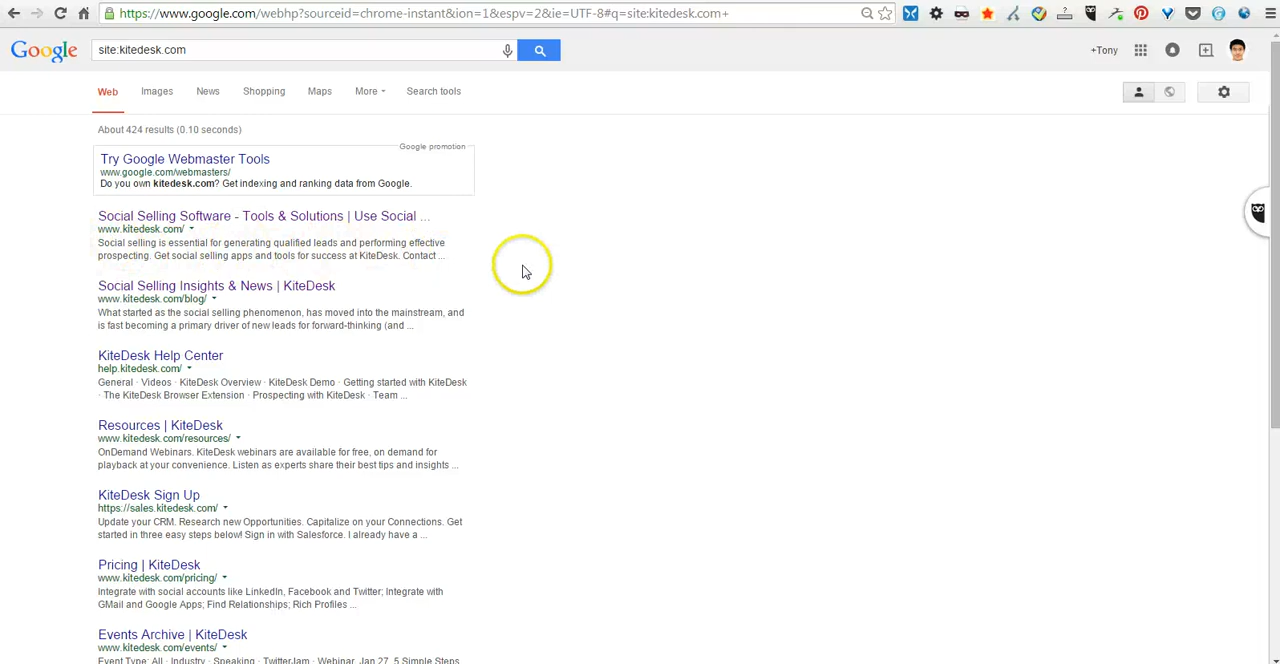 https://www.google.com/webhp?sourceid=chrome-instant&ion=1&espv=2&ie=UTF-8#q=site:kitedesk.com+
Google
site:kitedesk.com
+Tony
Web Images News Shopping Maps More Search tools
About 424 results (0.10 seconds)
Google promotion
Try Google Webmaster Tools
www.google.com/webmasters/
Do you own kitedesk.com? Get indexing and ranking data from Google.
Social Selling Software - Tools & Solutions | Use Social ...
www.kitedesk.com/
Social selling is essential for generating qualified leads and performing effective
prospecting. Get social selling apps and tools for success at KiteDesk. Contact ...
Social Selling Insights & News | KiteDesk
www.kitedesk.com/blog/
What started as the social selling phenomenon, has moved into the mainstream, and
is fast becoming a primary driver of new leads for forward-thinking (and ...
KiteDesk Help Center
help.kitedesk.com/
General · Videos · KiteDesk Overview · KiteDesk Demo · Getting started with KiteDesk
· The KiteDesk Browser Extension · Prospecting with KiteDesk · Team ...
Resources | KiteDesk
www.kitedesk.com/resources/
OnDemand Webinars. KiteDesk webinars are available for free, on demand for
playback at your convenience. Listen as experts share their best tips and insights ...
KiteDesk Sign Up
https://sales.kitedesk.com/
Update your CRM. Research new Opportunities. Capitalize on your Connections. Get
started in three easy steps below! Sign in with Salesforce. I already have a ...
Pricing | KiteDesk
www.kitedesk.com/pricing/
Integrate with social accounts like LinkedIn, Facebook and Twitter; Integrate with
GMail and Google Apps; Find Relationships; Rich Profiles ...
Events Archive | KiteDesk
www.kitedesk.com/events/
Event Type: All · Industry · Speaking · TwitterJam · Webinar. Jan 27. 5 Simple Steps